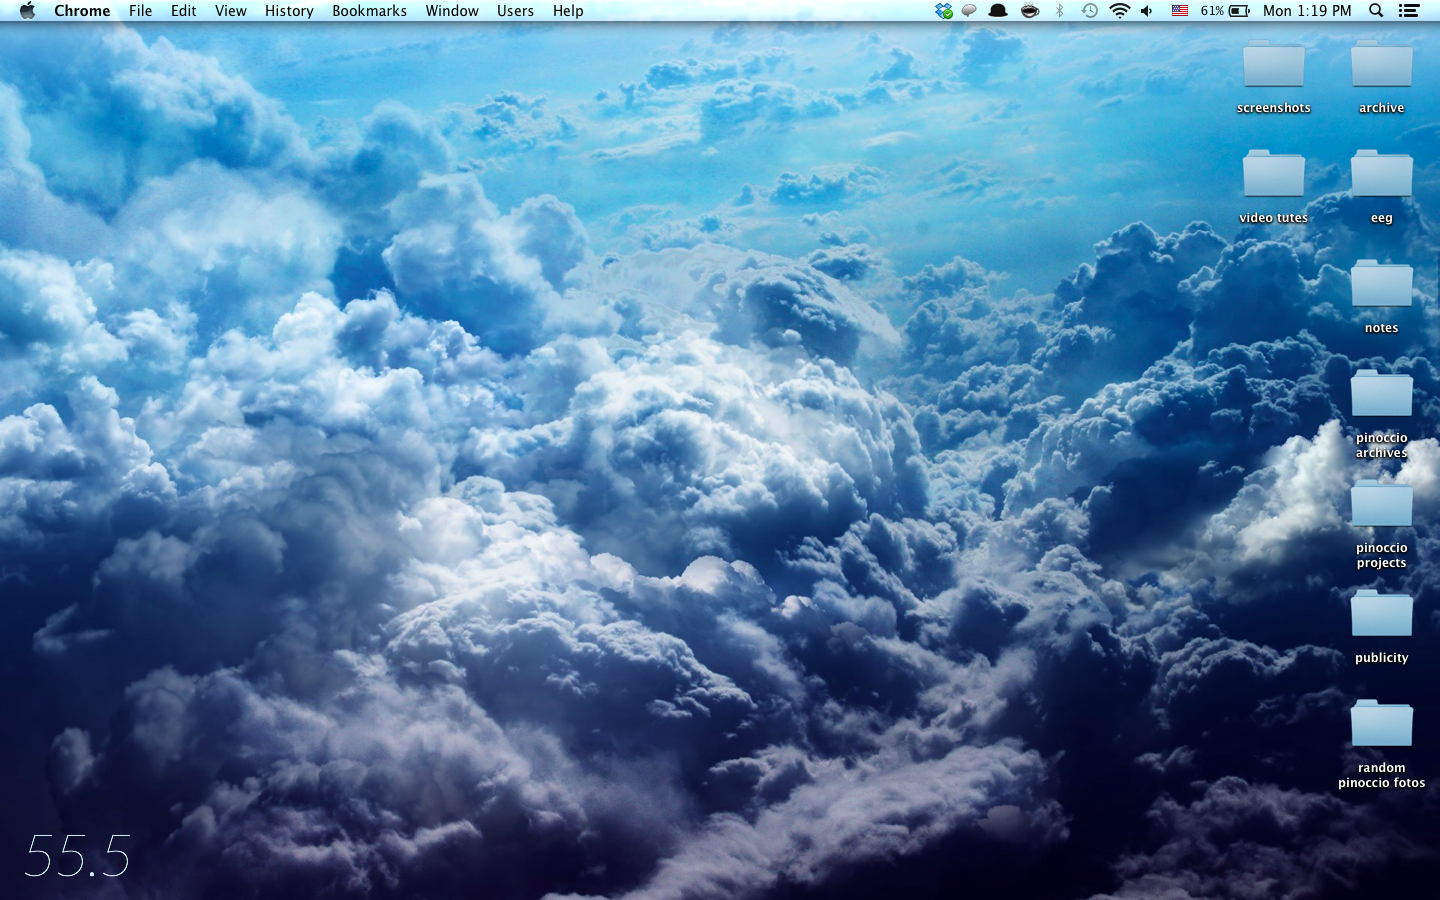 Chrome File Edit View History Bookmarks Window Users Help 61% Mon 1:19 PM
screenshots archive
video tutes eeg
notes
pinoccio
archives
pinoccio
projects
publicity
random
pinoccio fotos
55.5